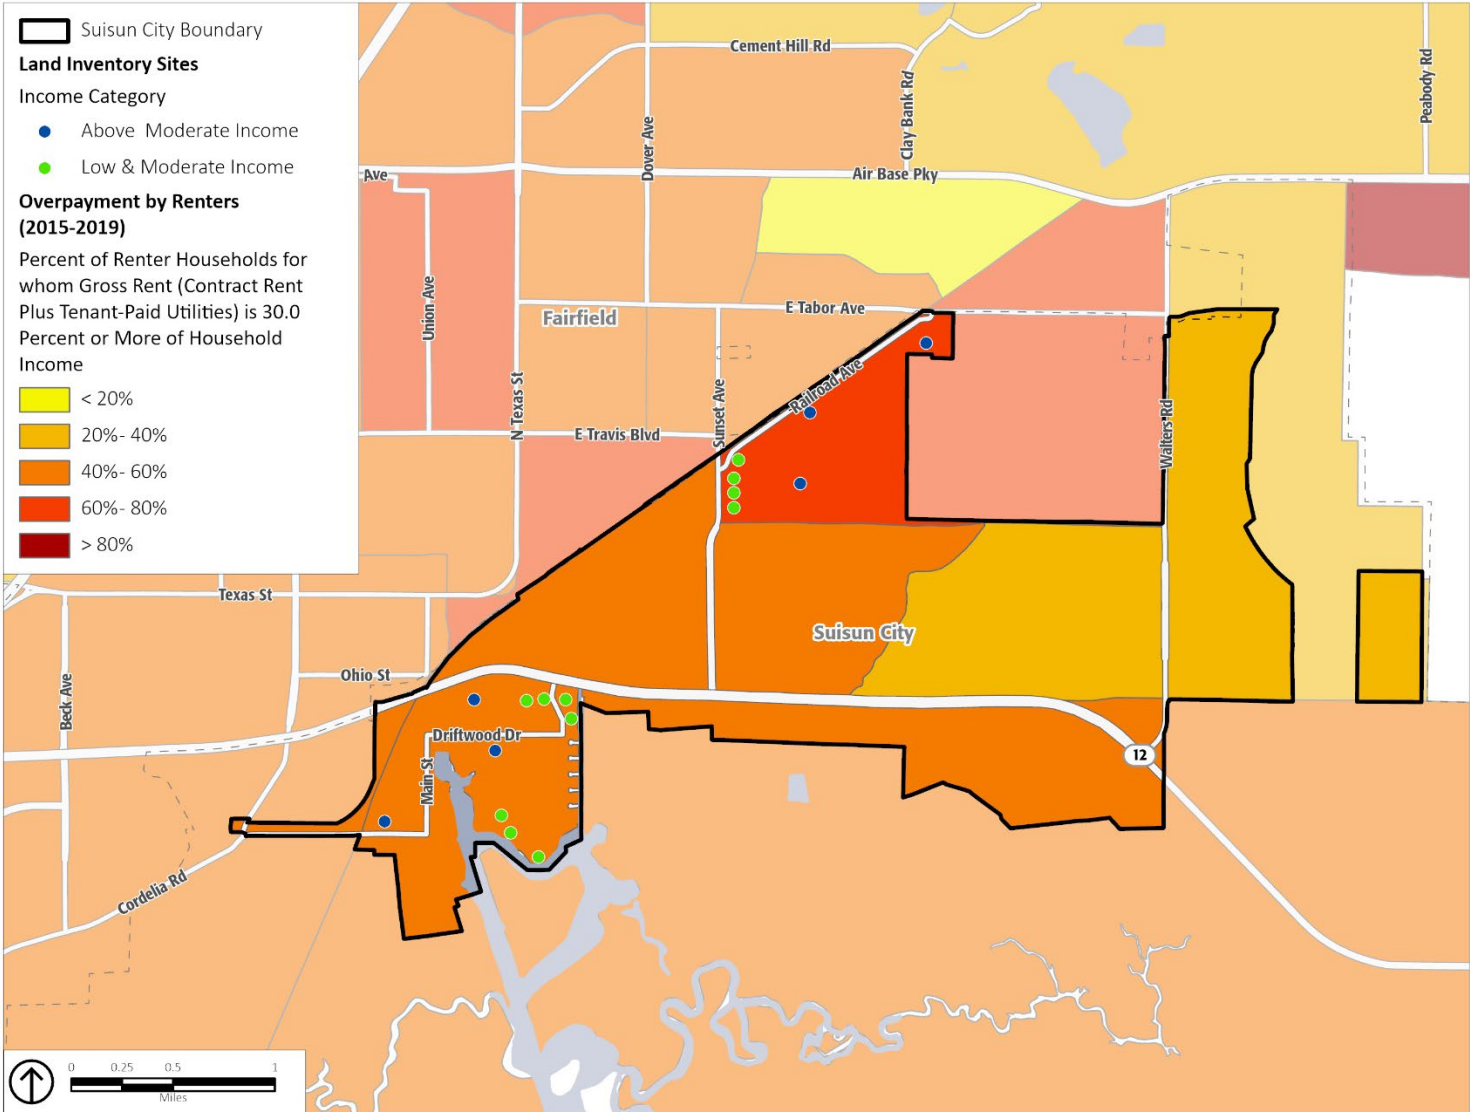 Suisun City Boundary
Land Inventory Sites
Income Category
Above Moderate Income
Low & Moderate Income
Overpayment by Renters
(2015-2019)
Percent of Renter Households for
whom Gross Rent (Contract Rent
Plus Tenant-Paid Utilities) is 30.0
Percent or More of Household
Income
< 20%
20%- 40%
40%- 60%
60%- 80%
> 80%
Cement Hill Rd
Clay Bank Rd
Peabody Rd
Dover Ave
Ave
Air Base Pky
Union Ave
N Texas St
Fairfield
E Tabor Ave
Railroad Ave
Sunset Ave
E Travis Blvd
Walters Rd
Texas St
Suisun City
Ohio St
Beck Ave
Driftwood Dr
Main St
12
Cordelia Rd
0 0.25 0.5 1
Miles